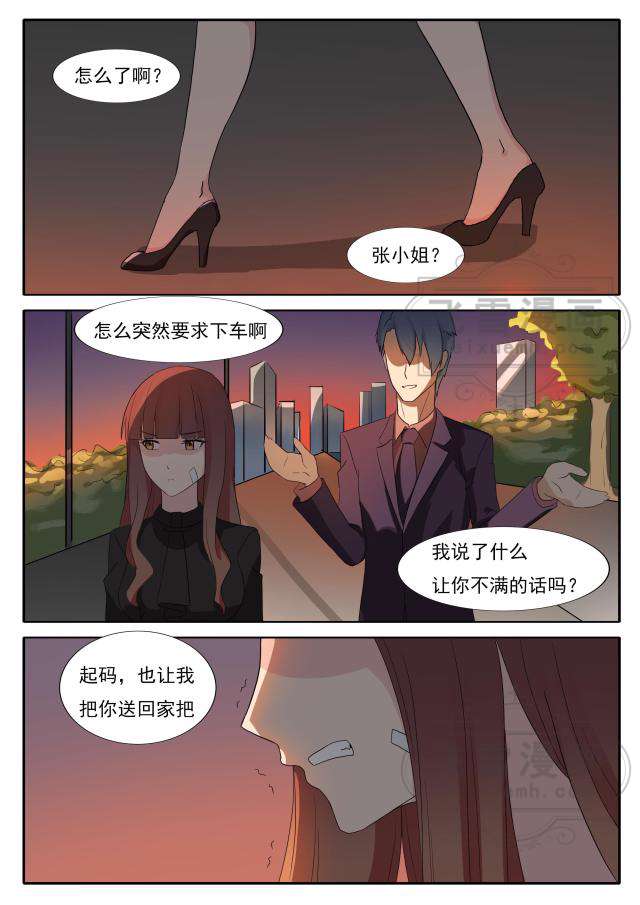 怎么了啊？
张小姐？
怎么突然要求下车啊
我说了什么
让你不满的话吗？
起码，也让我
把你送回家把